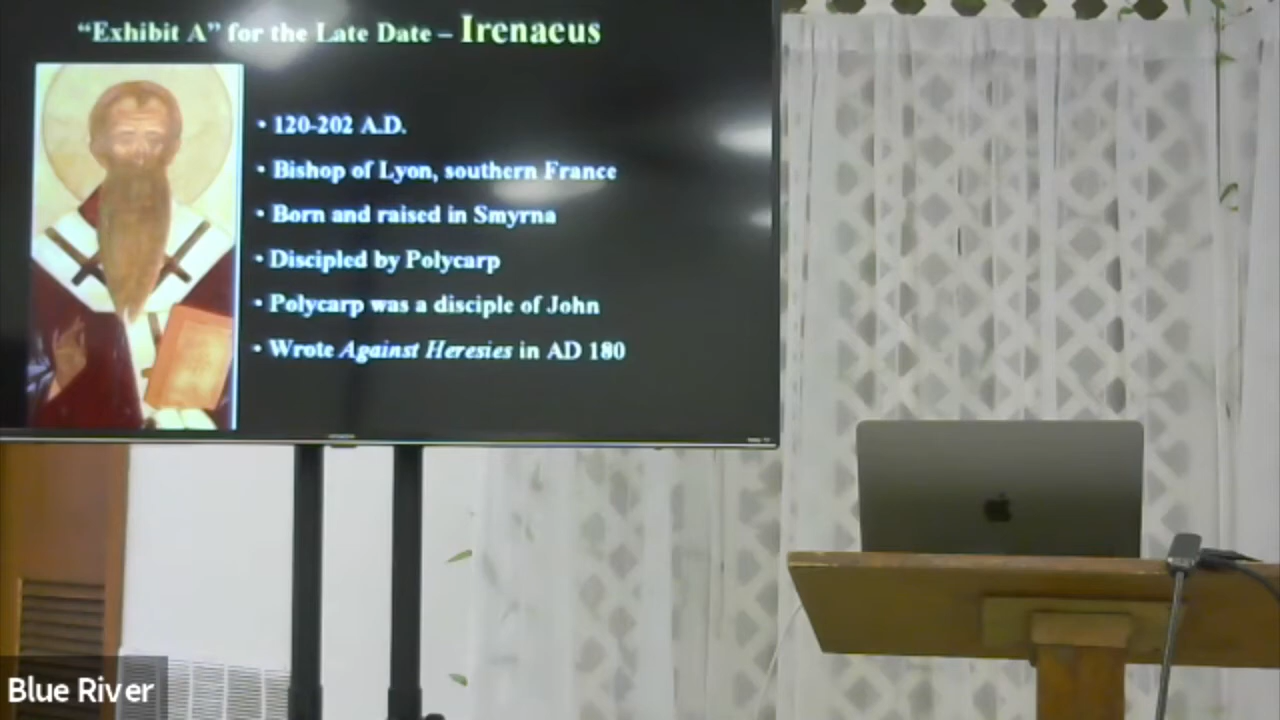 “Exhibit A” for the Late Date – Irenaeus
• 120-202 A.D.
• Bishop of Lyon, southern France
• Born and raised in Smyrna
• Discipled by Polycarp
• Polycarp was a disciple of John
• Wrote Against Heresies in AD 180
Blue River